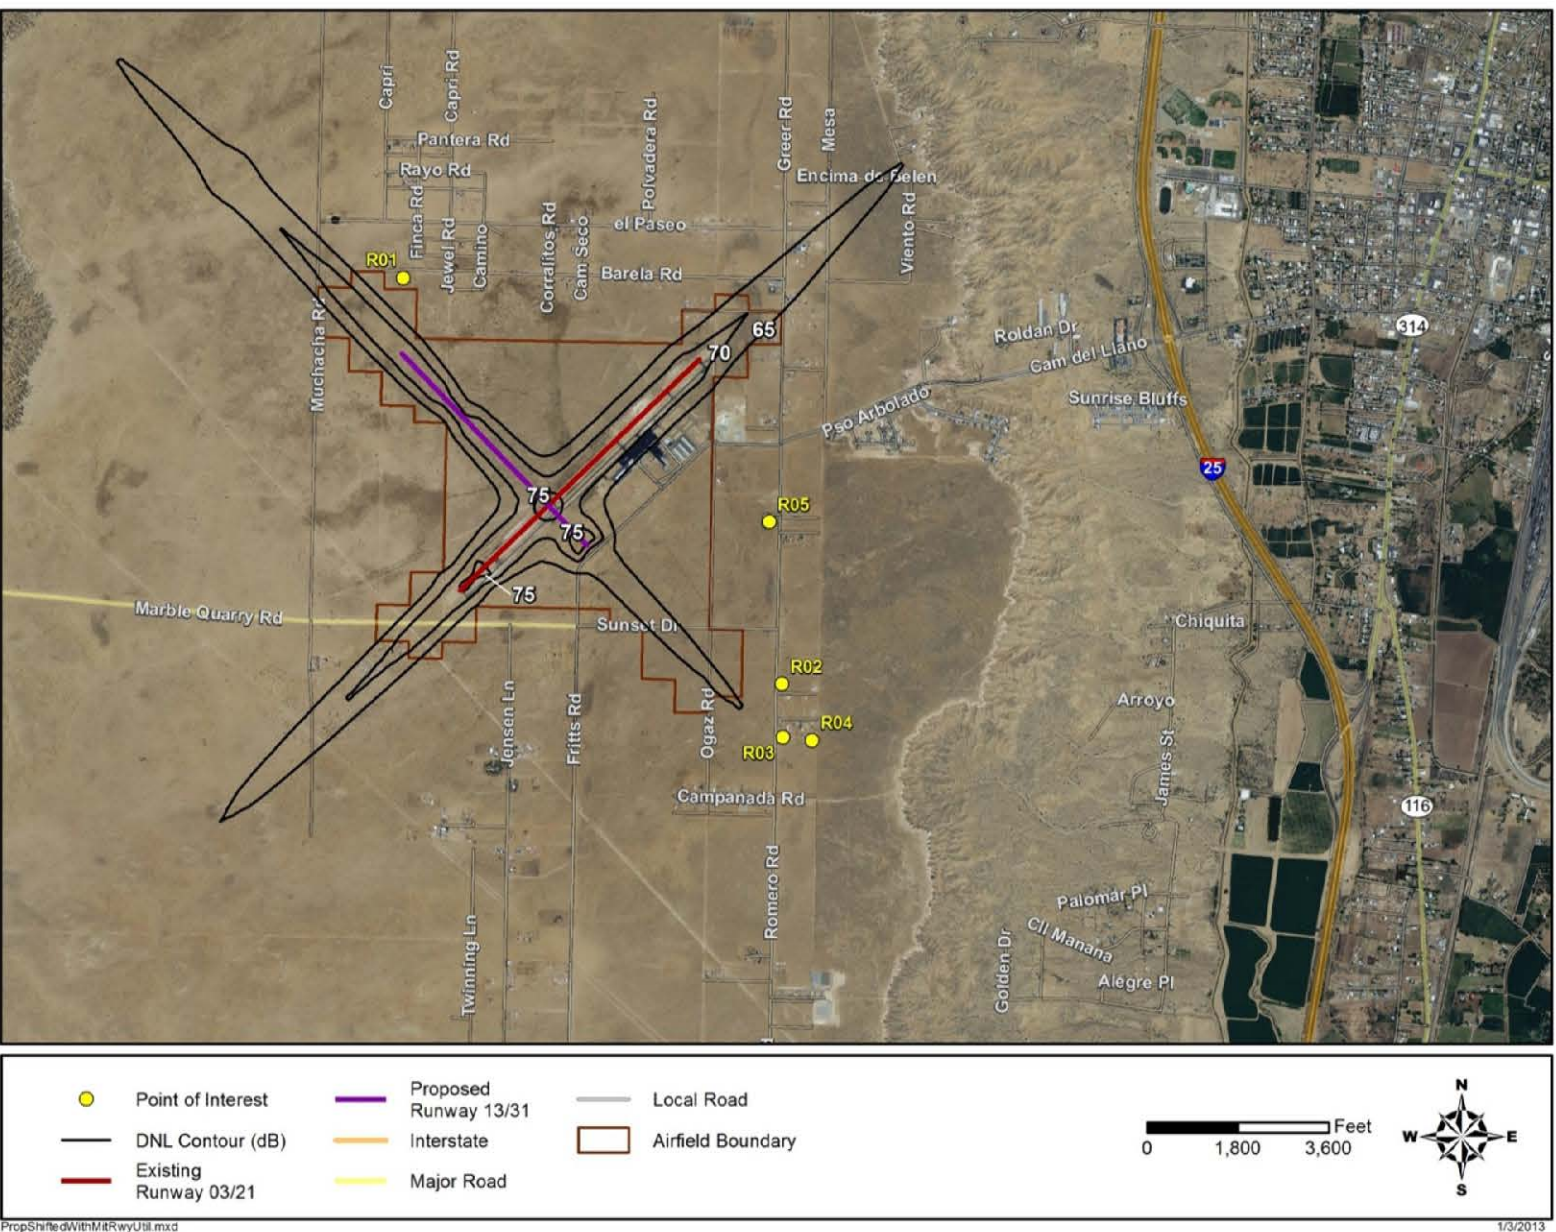 Capri
Capri Rd
Pantera Rd
Rayo Rd
Finca Rd
Jewel Rd
Camino
Corralitos Rd
Cam Seco
Polvadera Rd
Greer Rd
Mesa
Encima de Belen
Viento Rd
el Paseo
Barela Rd
R01
Muchacha Rd
65
70
Roldan Dr
Cam del Llano
314
Pso Arbolado
Sunrise Bluffs
25
75
75
R05
75
Marble Quarry Rd
Sunset Dr
Chiquita
R02
Arroyo
R04
R03
Jensen Ln
Fritts Rd
Ogaz Rd
James St
Campanada Rd
116
Romero Rd
Twinning Ln
Palomar Pl
Cll Manana
Golden Dr
Alegre Pl
Point of Interest
DNL Contour (dB)
Existing
Runway 03/21
Proposed
Runway 13/31
Interstate
Major Road
Local Road
Airfield Boundary
Feet
0 1,800 3,600
N
W E
S
PropShiftedWithMitRwyUtil.mxd
1/3/2013